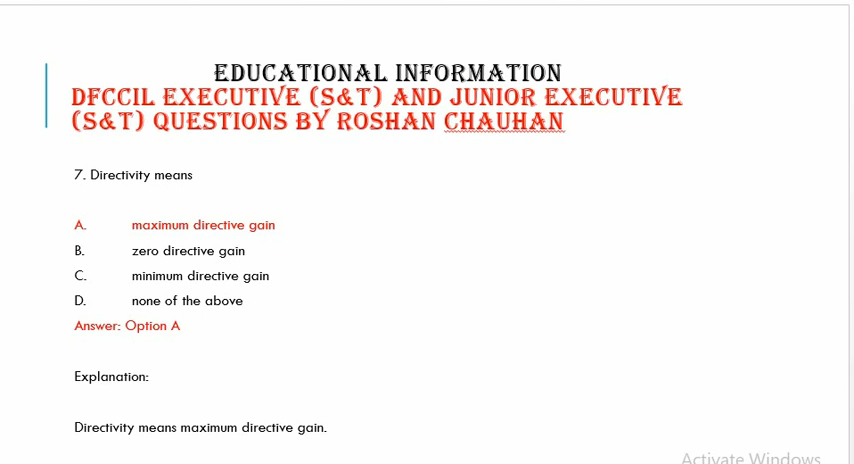 EDUCATIONAL INFORMATION
DFCCIL EXECUTIVE (S&T) AND JUNIOR EXECUTIVE
(S&T) QUESTIONS BY ROSHAN CHAUHAN
7. Directivity means
A. maximum directive gain
B. zero directive gain
C. minimum directive gain
D. none of the above
Answer: Option A
Explanation:
Directivity means maximum directive gain.
Activate Windows